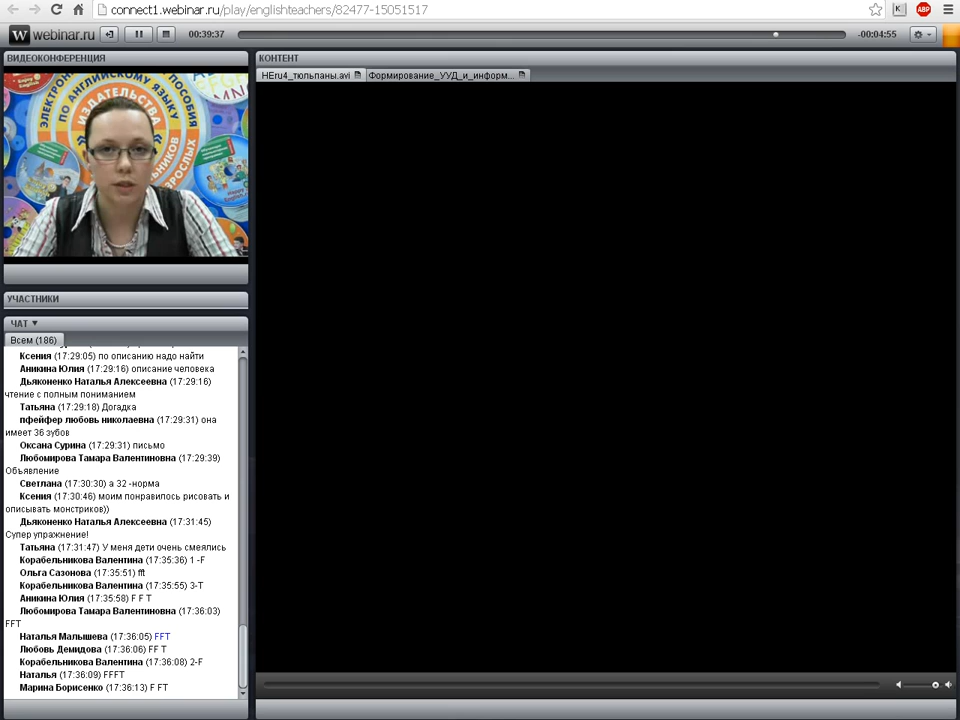 connect1.webinar.ru/play/englishteachers/82477-15051517
K
ABP
W webinar.ru
00:39:37
-00:04:55
ВИДЕОКОНФЕРЕНЦИЯ
КОНТЕНТ
HEru4_тюльпаны.avi
Формирование_УУД_и_информ...
ЭЛЕКТРОННЫЕ ПОСОБИЯ
ПО АНГЛИЙСКОМУ ЯЗЫКУ
ИЗДАТЕЛЬСТВА
УЧАСТНИКИ
ЧАТ
Всем (186)
Ксения (17:29:05) по описанию надо найти
Аникина Юлия (17:29:16) описание человека
Дьяконенко Наталья Алексеевна (17:29:16)
чтение с полным пониманием
Татьяна (17:29:18) Догадка
пфейфер любовь николаевна (17:29:31) она
имеет 36 зубов
Оксана Сурина (17:29:31) письмо
Любомирова Тамара Валентиновна (17:29:39)
Объявление
Светлана (17:30:30) а 32 -норма
Ксения (17:30:46) моим понравилось рисовать и
описывать монстриков))
Дьяконенко Наталья Алексеевна (17:31:45)
Супер упражнение!
Татьяна (17:31:47) У меня дети очень смеялись
Корабельникова Валентина (17:35:36) 1 -F
Ольга Сазонова (17:35:51) fft
Корабельникова Валентина (17:35:55) 3-T
Аникина Юлия (17:35:58) F F T
Любомирова Тамара Валентиновна (17:36:03)
FFT
Наталья Малышева (17:36:05) FFT
Любовь Демидова (17:36:06) FF T
Корабельникова Валентина (17:36:08) 2-F
Наталья (17:36:09) FFFT
Марина Борисенко (17:36:13) F FT